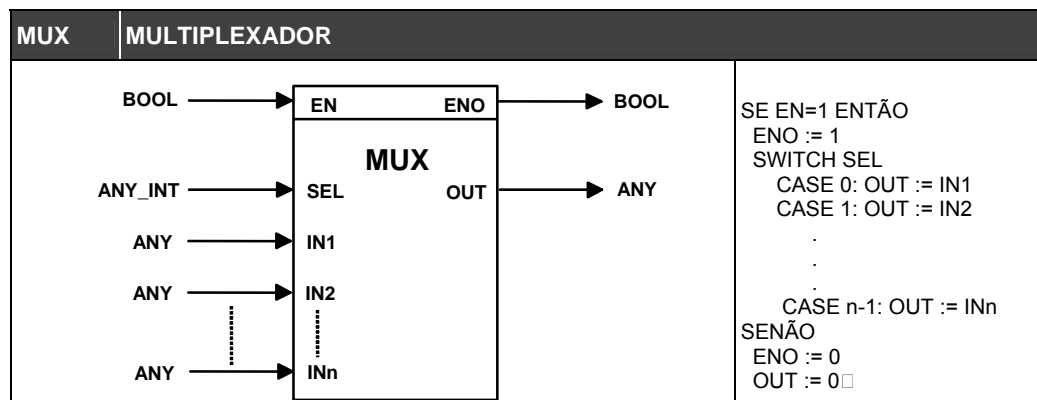 MUX MULTIPLEXADOR
BOOL EN ENO BOOL
MUX
ANY_INT SEL OUT ANY
ANY IN1
ANY IN2
ANY INn
SE EN=1 ENTÃO
ENO := 1
SWITCH SEL
CASE 0: OUT := IN1
CASE 1: OUT := IN2
.
.
.
CASE n-1: OUT := INn
SENÃO
ENO := 0
OUT := 0